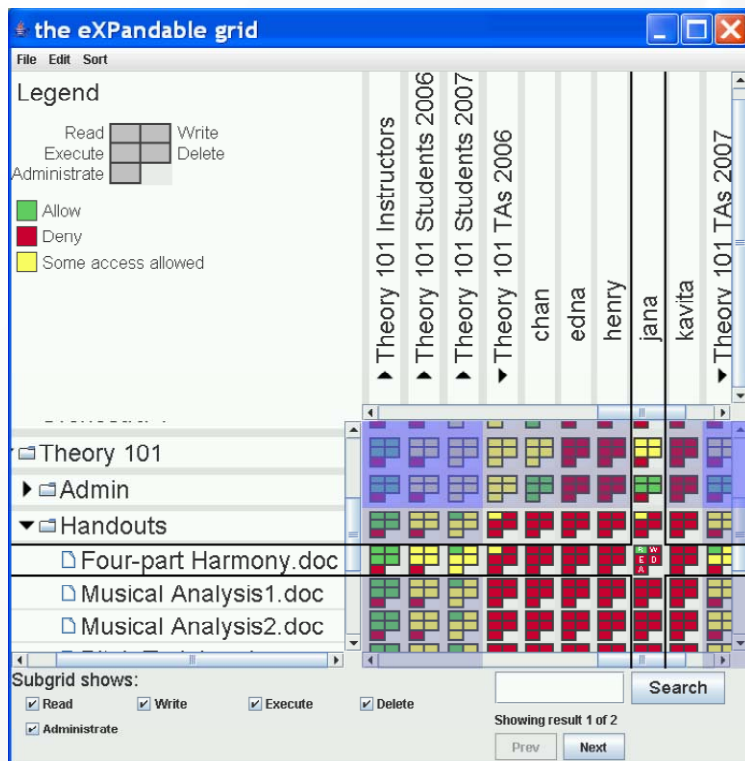 the eXPandable grid
File Edit Sort
Legend
Read Write
Execute Delete
Administrate
Allow
Deny
Some access allowed
Theory 101 Instructors
Theory 101 Students 2006
Theory 101 Students 2007
Theory 101 TAs 2006
chan
edna
henry
jana
kavita
Theory 101 TAs 2007
Theory 101
Admin
Handouts
Four-part Harmony.doc
R W
E D
A
Musical Analysis1.doc
Musical Analysis2.doc
Subgrid shows:
Read Write Execute Delete
Administrate
Search
Showing result 1 of 2
Prev Next